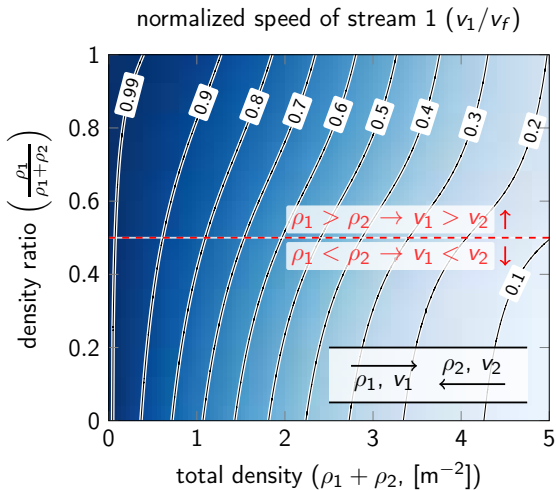 normalized speed of stream 1 (v₁/v_f)
density ratio (ρ₁/(ρ₁+ρ₂))
1
0.8
0.6
0.4
0.2
0
0.99
0.9
0.8
0.7
0.6
0.5
0.4
0.3
0.2
0.1
ρ₁ > ρ₂ → v₁ > v₂ ↑
ρ₁ < ρ₂ → v₁ < v₂ ↓
ρ₁, v₁
ρ₂, v₂
0 1 2 3 4 5
total density (ρ₁ + ρ₂, [m⁻²])